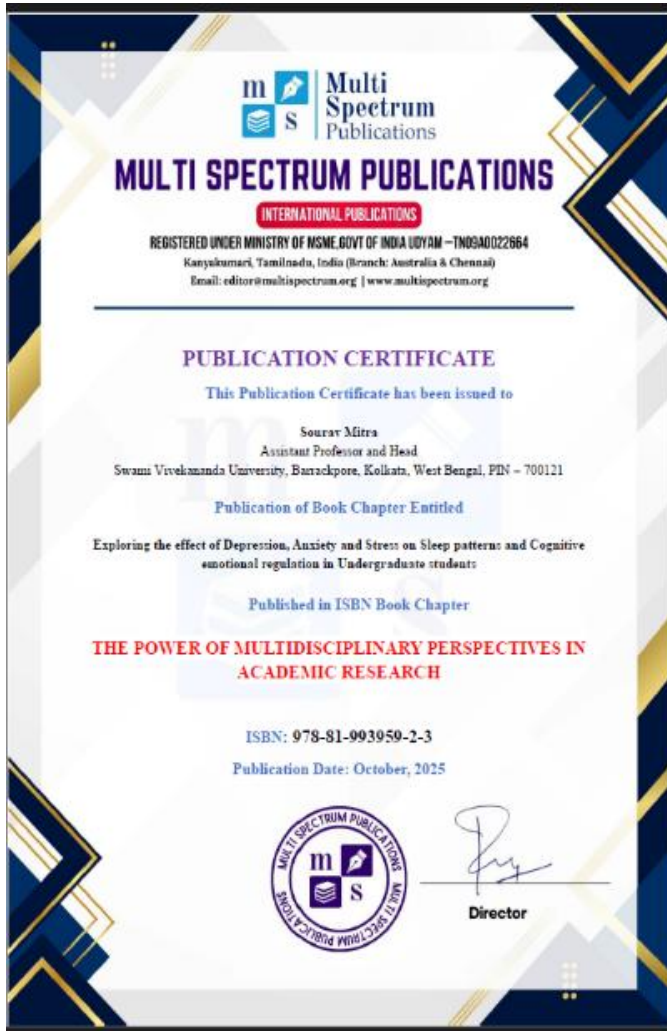 m
s
Multi
Spectrum
Publications
MULTI SPECTRUM PUBLICATIONS
INTERNATIONAL PUBLICATIONS
REGISTERED UNDER MINISTRY OF MSME,GOVT OF INDIA UDYAM –TN09A0022664
Kanyakumari, Tamilnadu, India (Branch: Australia & Chennai)
Email: editor@multispectrum.org | www.multispectrum.org
PUBLICATION CERTIFICATE
This Publication Certificate has been issued to
Sourav Mitra
Assistant Professor and Head
Swami Vivekananda University, Barrackpore, Kolkata, West Bengal, PIN – 700121
Publication of Book Chapter Entitled
Exploring the effect of Depression, Anxiety and Stress on Sleep patterns and Cognitive
emotional regulation in Undergraduate students
Published in ISBN Book Chapter
THE POWER OF MULTIDISCIPLINARY PERSPECTIVES IN
ACADEMIC RESEARCH
ISBN: 978-81-993959-2-3
Publication Date: October, 2025
MULTI SPECTRUM PUBLICATIONS
MULTI SPECTRUM PUBLICATIONS
m
s
Director